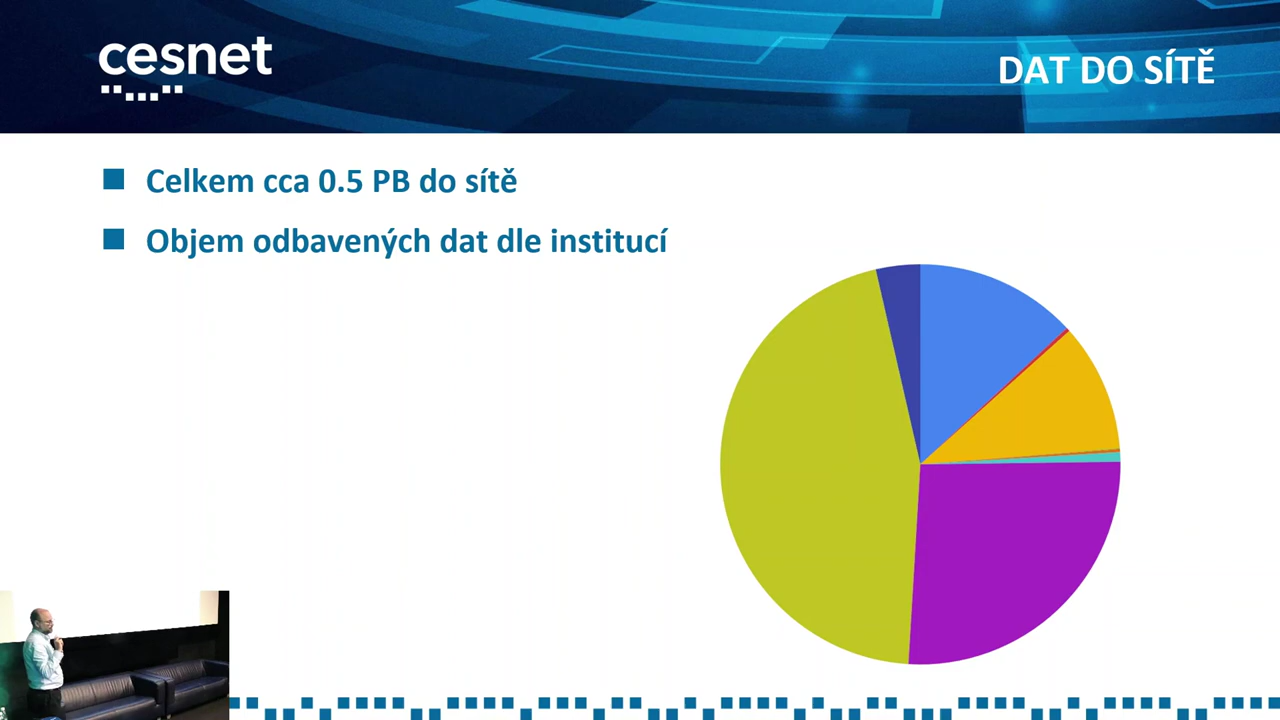 cesnet
DAT DO SÍTĚ
Celkem cca 0.5 PB do sítě
Objem odbavených dat dle institucí